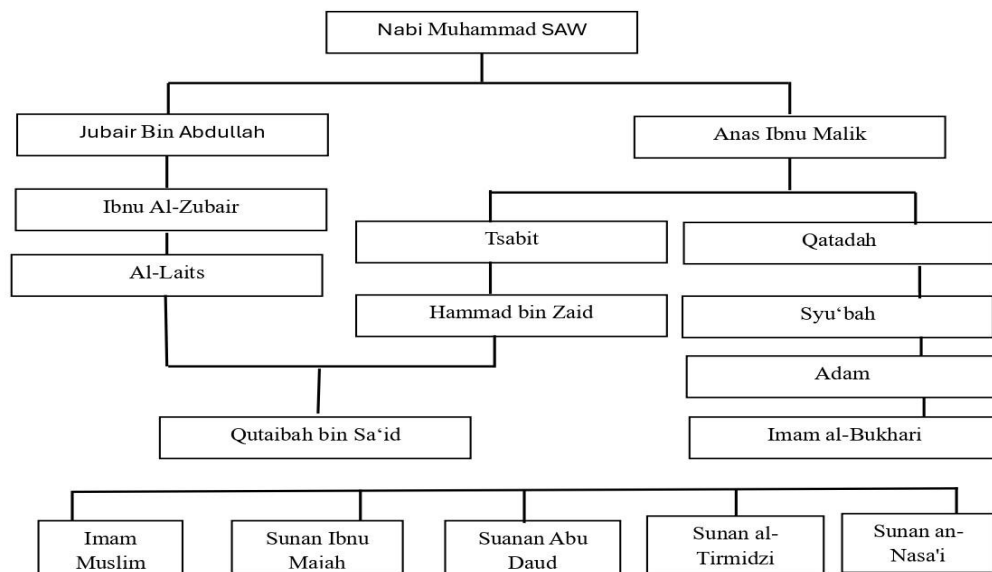 Nabi Muhammad SAW
Jubair Bin Abdullah
Anas Ibnu Malik
Ibnu Al-Zubair
Tsabit
Qatadah
Al-Laits
Hammad bin Zaid
Syu‘bah
Adam
Qutaibah bin Sa‘id
Imam al-Bukhari
Imam
Muslim
Sunan Ibnu
Majah
Suanan Abu
Daud
Sunan al-
Tirmidzi
Sunan an-
Nasa'i